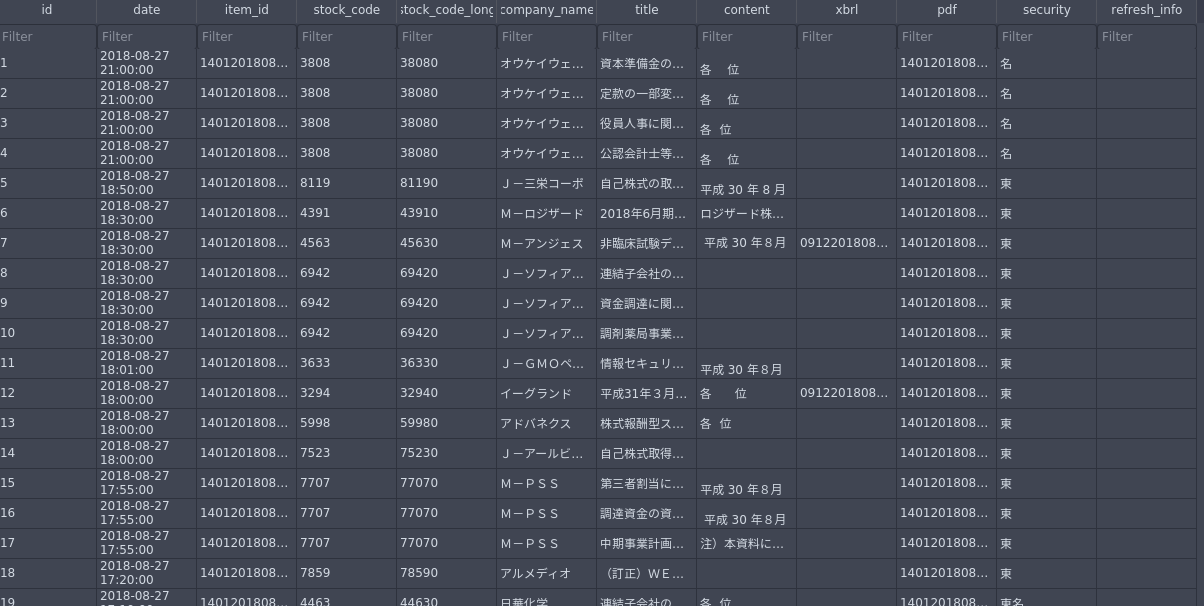 id date item_id stock_code stock_code_long company_name title content xbrl pdf security refresh_info
Filter Filter Filter Filter Filter Filter Filter Filter Filter Filter Filter Filter
1 2018-08-27 21:00:00 1401201808... 3808 38080 オウケイウェ... 資本準備金の... 各 位 1401201808... 名
2 2018-08-27 21:00:00 1401201808... 3808 38080 オウケイウェ... 定款の一部変... 各 位 1401201808... 名
3 2018-08-27 21:00:00 1401201808... 3808 38080 オウケイウェ... 役員人事に関... 各 位 1401201808... 名
4 2018-08-27 21:00:00 1401201808... 3808 38080 オウケイウェ... 公認会計士等... 各 位 1401201808... 名
5 2018-08-27 18:50:00 1401201808... 8119 81190 Ｊ－三栄コーポ 自己株式の取... 平成 30 年 8 月 1401201808... 東
6 2018-08-27 18:30:00 1401201808... 4391 43910 Ｍ－ロジザード 2018年6月期... ロジザード株... 1401201808... 東
7 2018-08-27 18:30:00 1401201808... 4563 45630 Ｍ－アンジェス 非臨床試験デ... 平成 30 年８月 0912201808... 1401201808... 東
8 2018-08-27 18:30:00 1401201808... 6942 69420 Ｊ－ソフィア... 連結子会社の... 1401201808... 東
9 2018-08-27 18:30:00 1401201808... 6942 69420 Ｊ－ソフィア... 資金調達に関... 1401201808... 東
10 2018-08-27 18:30:00 1401201808... 6942 69420 Ｊ－ソフィア... 調剤薬局事業... 1401201808... 東
11 2018-08-27 18:01:00 1401201808... 3633 36330 Ｊ－ＧＭＯペ... 情報セキュリ... 平成 30 年８月 1401201808... 東
12 2018-08-27 18:00:00 1401201808... 3294 32940 イーグランド 平成31年３月... 各 位 0912201808... 1401201808... 東
13 2018-08-27 18:00:00 1401201808... 5998 59980 アドバネクス 株式報酬型ス... 各 位 1401201808... 東
14 2018-08-27 18:00:00 1401201808... 7523 75230 Ｊ－アールビ... 自己株式取得... 1401201808... 東
15 2018-08-27 17:55:00 1401201808... 7707 77070 Ｍ－ＰＳＳ 第三者割当に... 平成 30 年８月 1401201808... 東
16 2018-08-27 17:55:00 1401201808... 7707 77070 Ｍ－ＰＳＳ 調達資金の資... 平成 30 年８月 1401201808... 東
17 2018-08-27 17:55:00 1401201808... 7707 77070 Ｍ－ＰＳＳ 中期事業計画... 注）本資料に... 1401201808... 東
18 2018-08-27 17:20:00 1401201808... 7859 78590 アルメディオ （訂正）ＷＥ... 1401201808... 東
19 2018-08-27 1401201808... 4463 44630 日華化学 連結子会社の... 各 位 1401201808... 東名